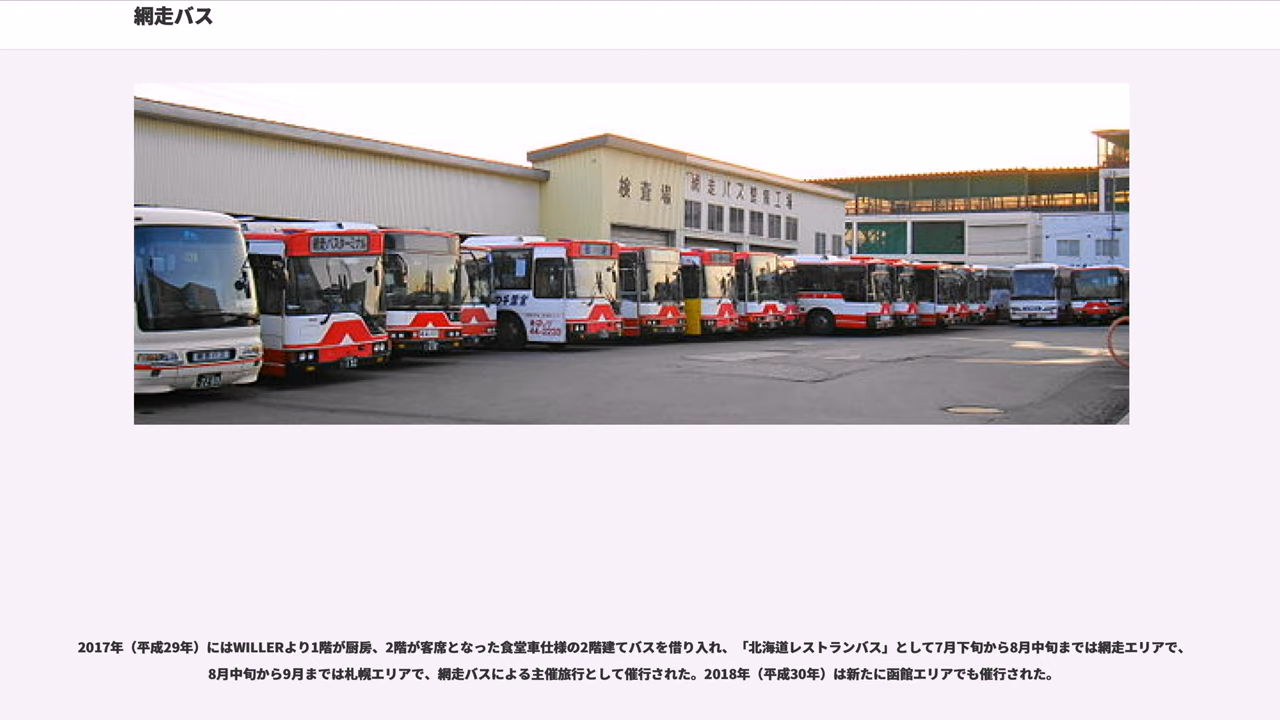 網走バス
検査場
網走バス整備工場
網走バスターミナル
2017年（平成29年）にはWILLERより1階が厨房、2階が客席となった食堂車仕様の2階建てバスを借り入れ、「北海道レストランバス」として7月下旬から8月中旬までは網走エリアで、
8月中旬から9月までは札幌エリアで、網走バスによる主催旅行として催行された。2018年（平成30年）は新たに函館エリアでも催行された。